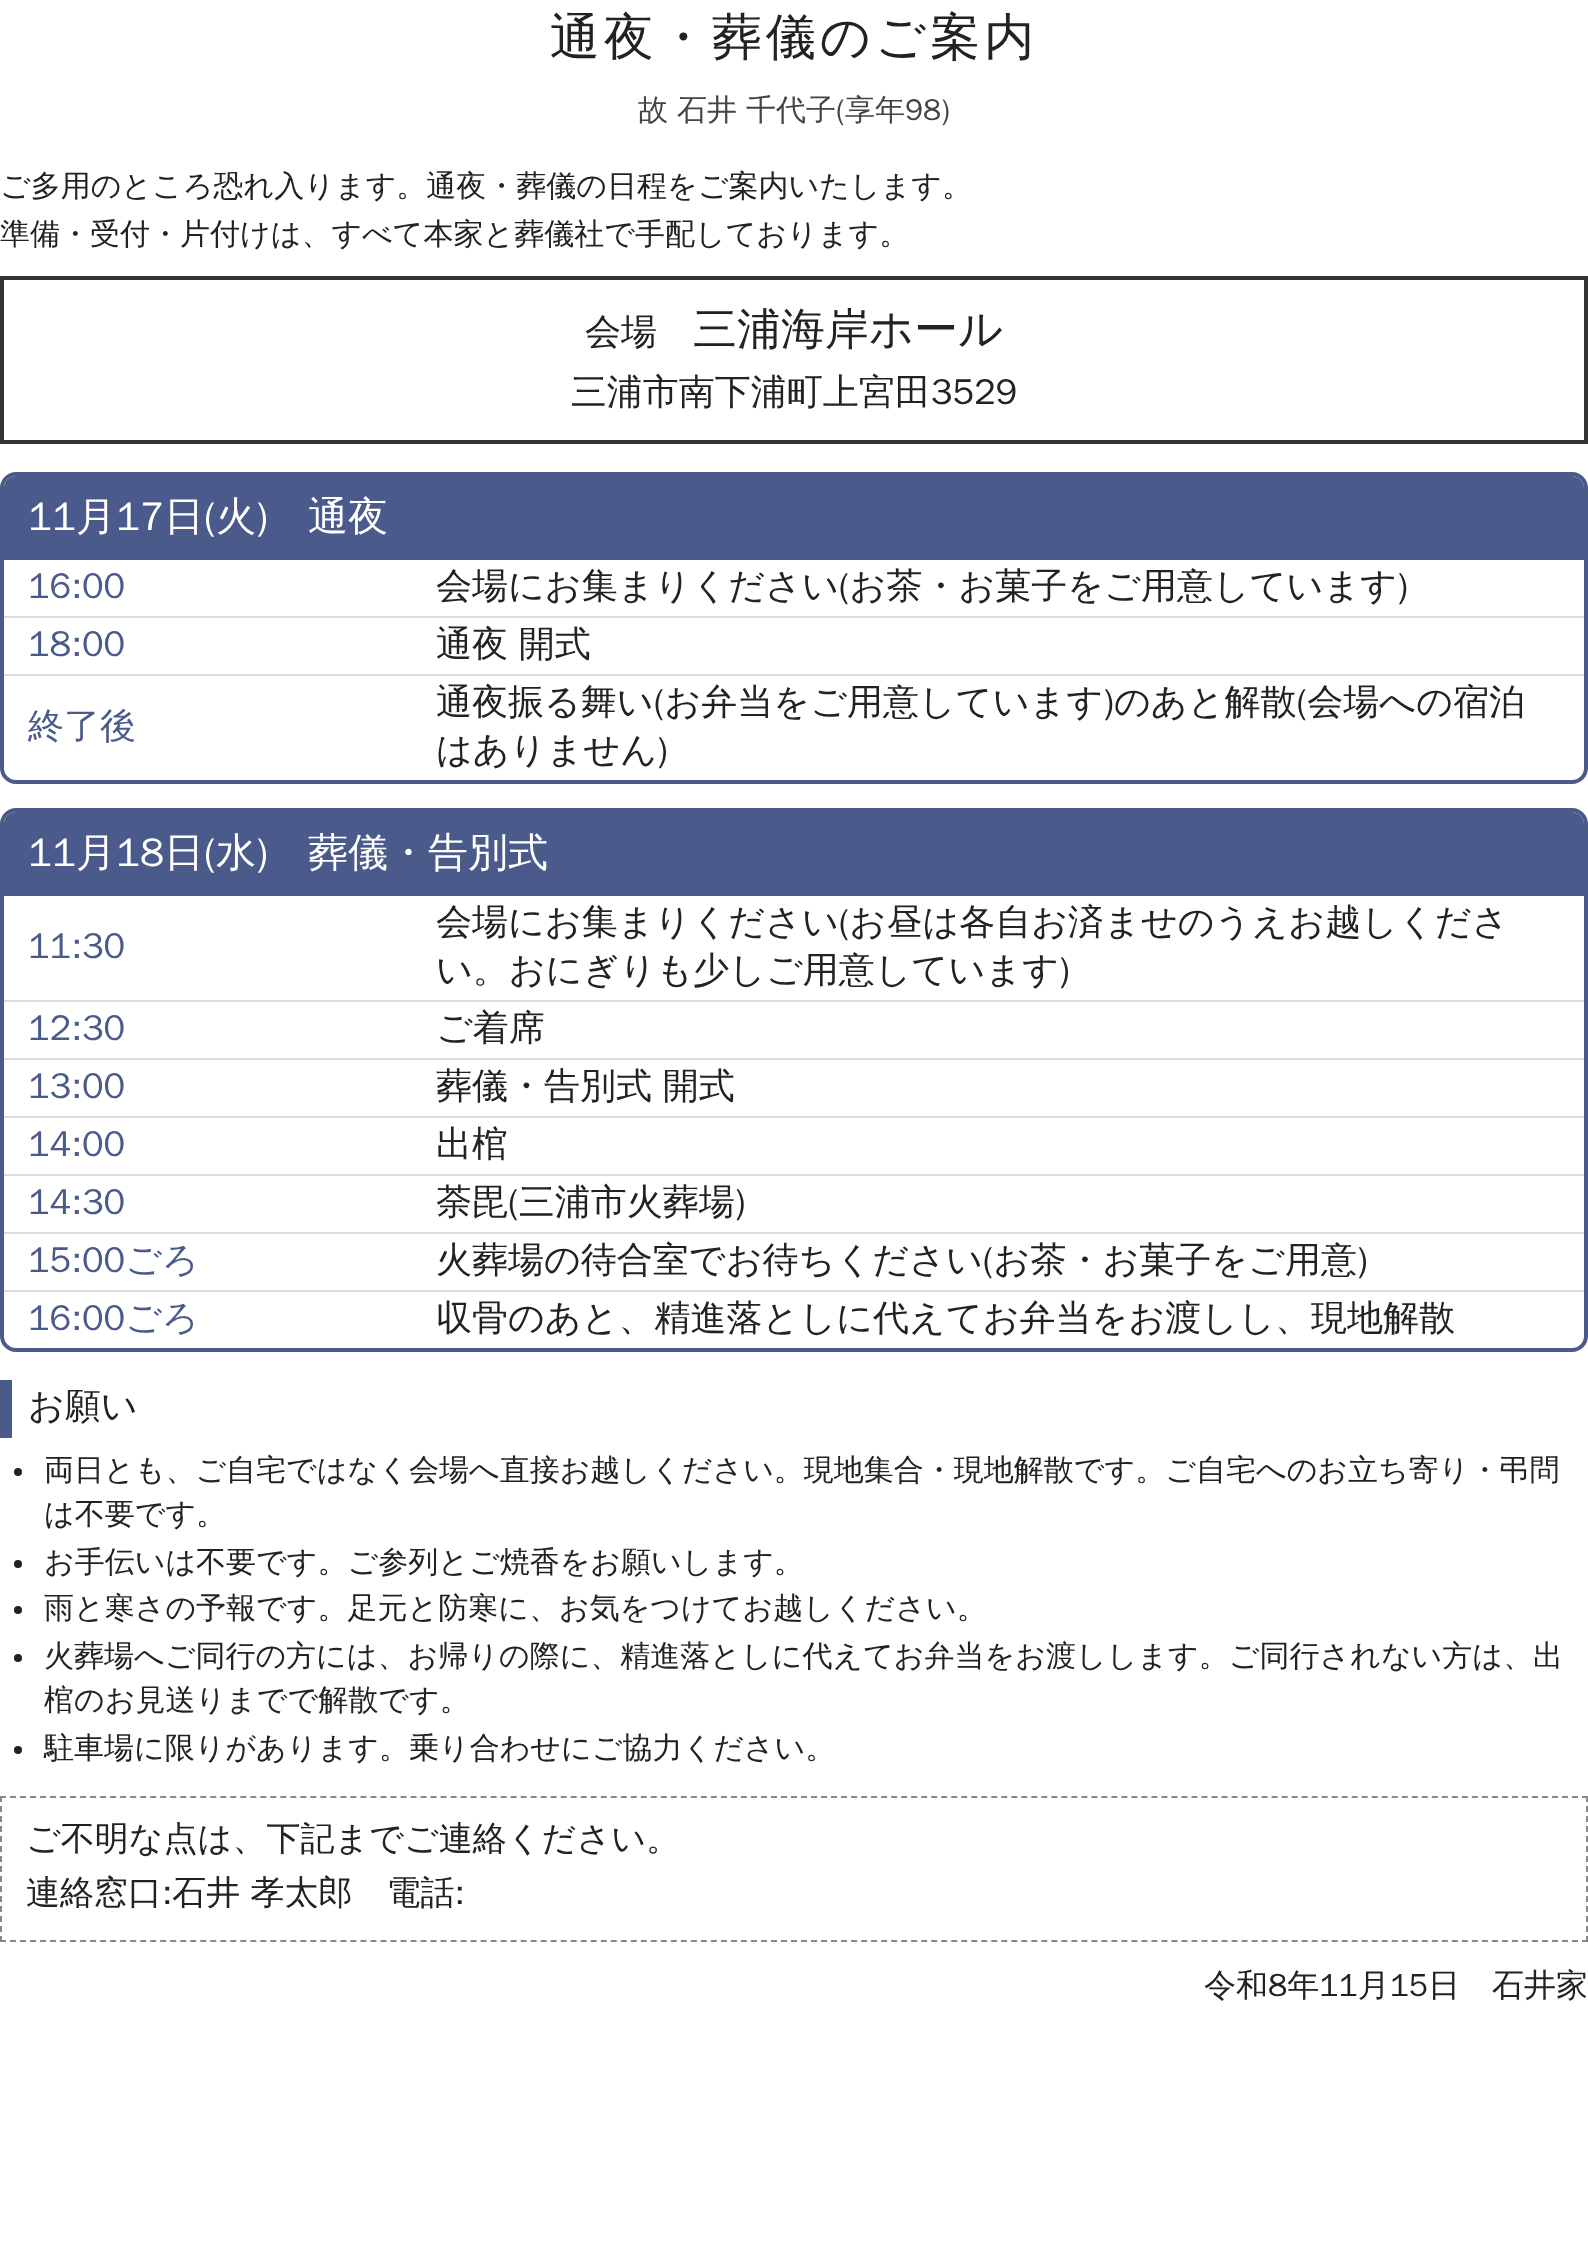 通夜・葬儀のご案内
故 石井 千代子(享年98)
ご多用のところ恐れ入ります。通夜・葬儀の日程をご案内いたします。
準備・受付・片付けは、すべて本家と葬儀社で手配しております。
会場　三浦海岸ホール
三浦市南下浦町上宮田3529
11月17日(火)　通夜
16:00　会場にお集まりください(お茶・お菓子をご用意しています)
18:00　通夜 開式
終了後　通夜振る舞い(お弁当をご用意しています)のあと解散(会場への宿泊
はありません)
11月18日(水)　葬儀・告別式
11:30　会場にお集まりください(お昼は各自お済ませのうえお越しくださ
い。おにぎりも少しご用意しています)
12:30　ご着席
13:00　葬儀・告別式 開式
14:00　出棺
14:30　荼毘(三浦市火葬場)
15:00ごろ　火葬場の待合室でお待ちください(お茶・お菓子をご用意)
16:00ごろ　収骨のあと、精進落としに代えてお弁当をお渡しし、現地解散
お願い
• 両日とも、ご自宅ではなく会場へ直接お越しください。現地集合・現地解散です。ご自宅へのお立ち寄り・弔問
は不要です。
• お手伝いは不要です。ご参列とご焼香をお願いします。
• 雨と寒さの予報です。足元と防寒に、お気をつけてお越しください。
• 火葬場へご同行の方には、お帰りの際に、精進落としに代えてお弁当をお渡しします。ご同行されない方は、出
棺のお見送りまでで解散です。
• 駐車場に限りがあります。乗り合わせにご協力ください。
ご不明な点は、下記までご連絡ください。
連絡窓口:石井 孝太郎　電話:
令和8年11月15日　石井家